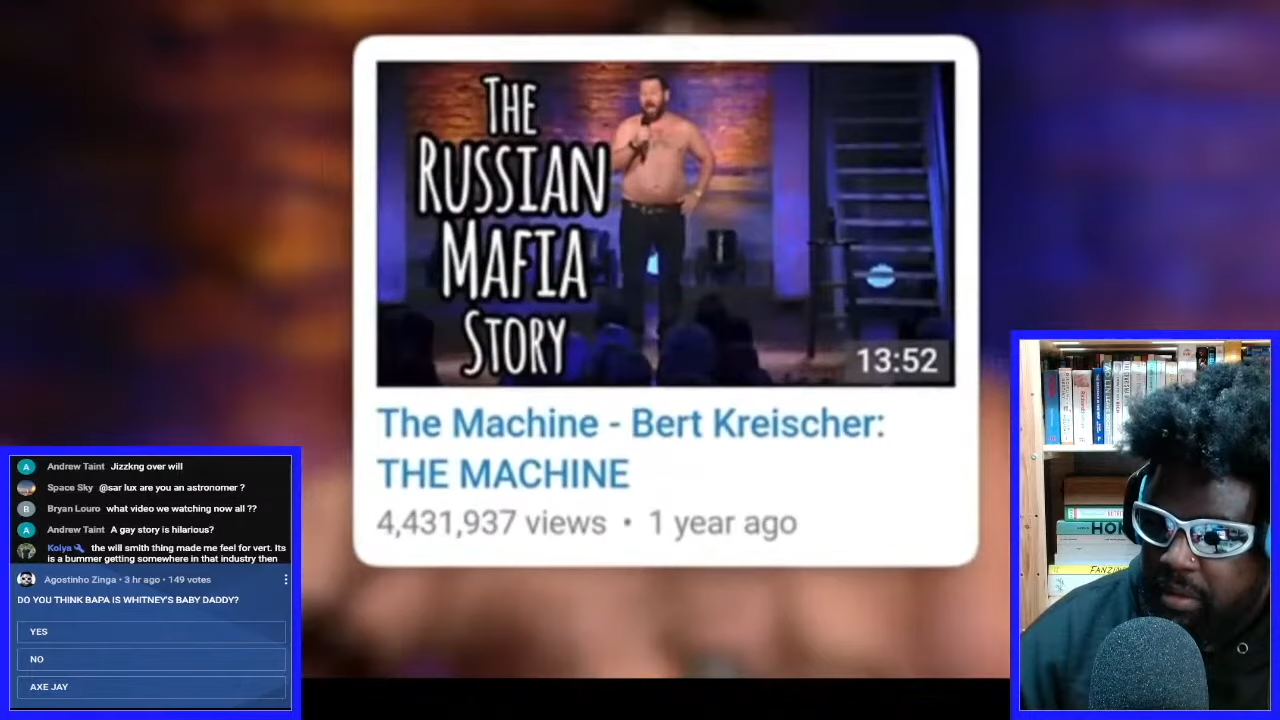 THE
RUSSIAN
MAFIA
STORY
13:52
The Machine - Bert Kreischer:
THE MACHINE
4,431,937 views • 1 year ago
A Andrew Taint Jizzkng over will
Space Sky @sar lux are you an astronomer ?
B Bryan Louro what video we watching now all ??
A Andrew Taint A gay story is hilarious?
Kolya the will smith thing made me feel for vert. Its
is a bummer getting somewhere in that industry then
Agostinho Zinga • 3 hr ago • 149 votes
DO YOU THINK BAPA IS WHITNEY'S BABY DADDY?
YES
NO
AXE JAY